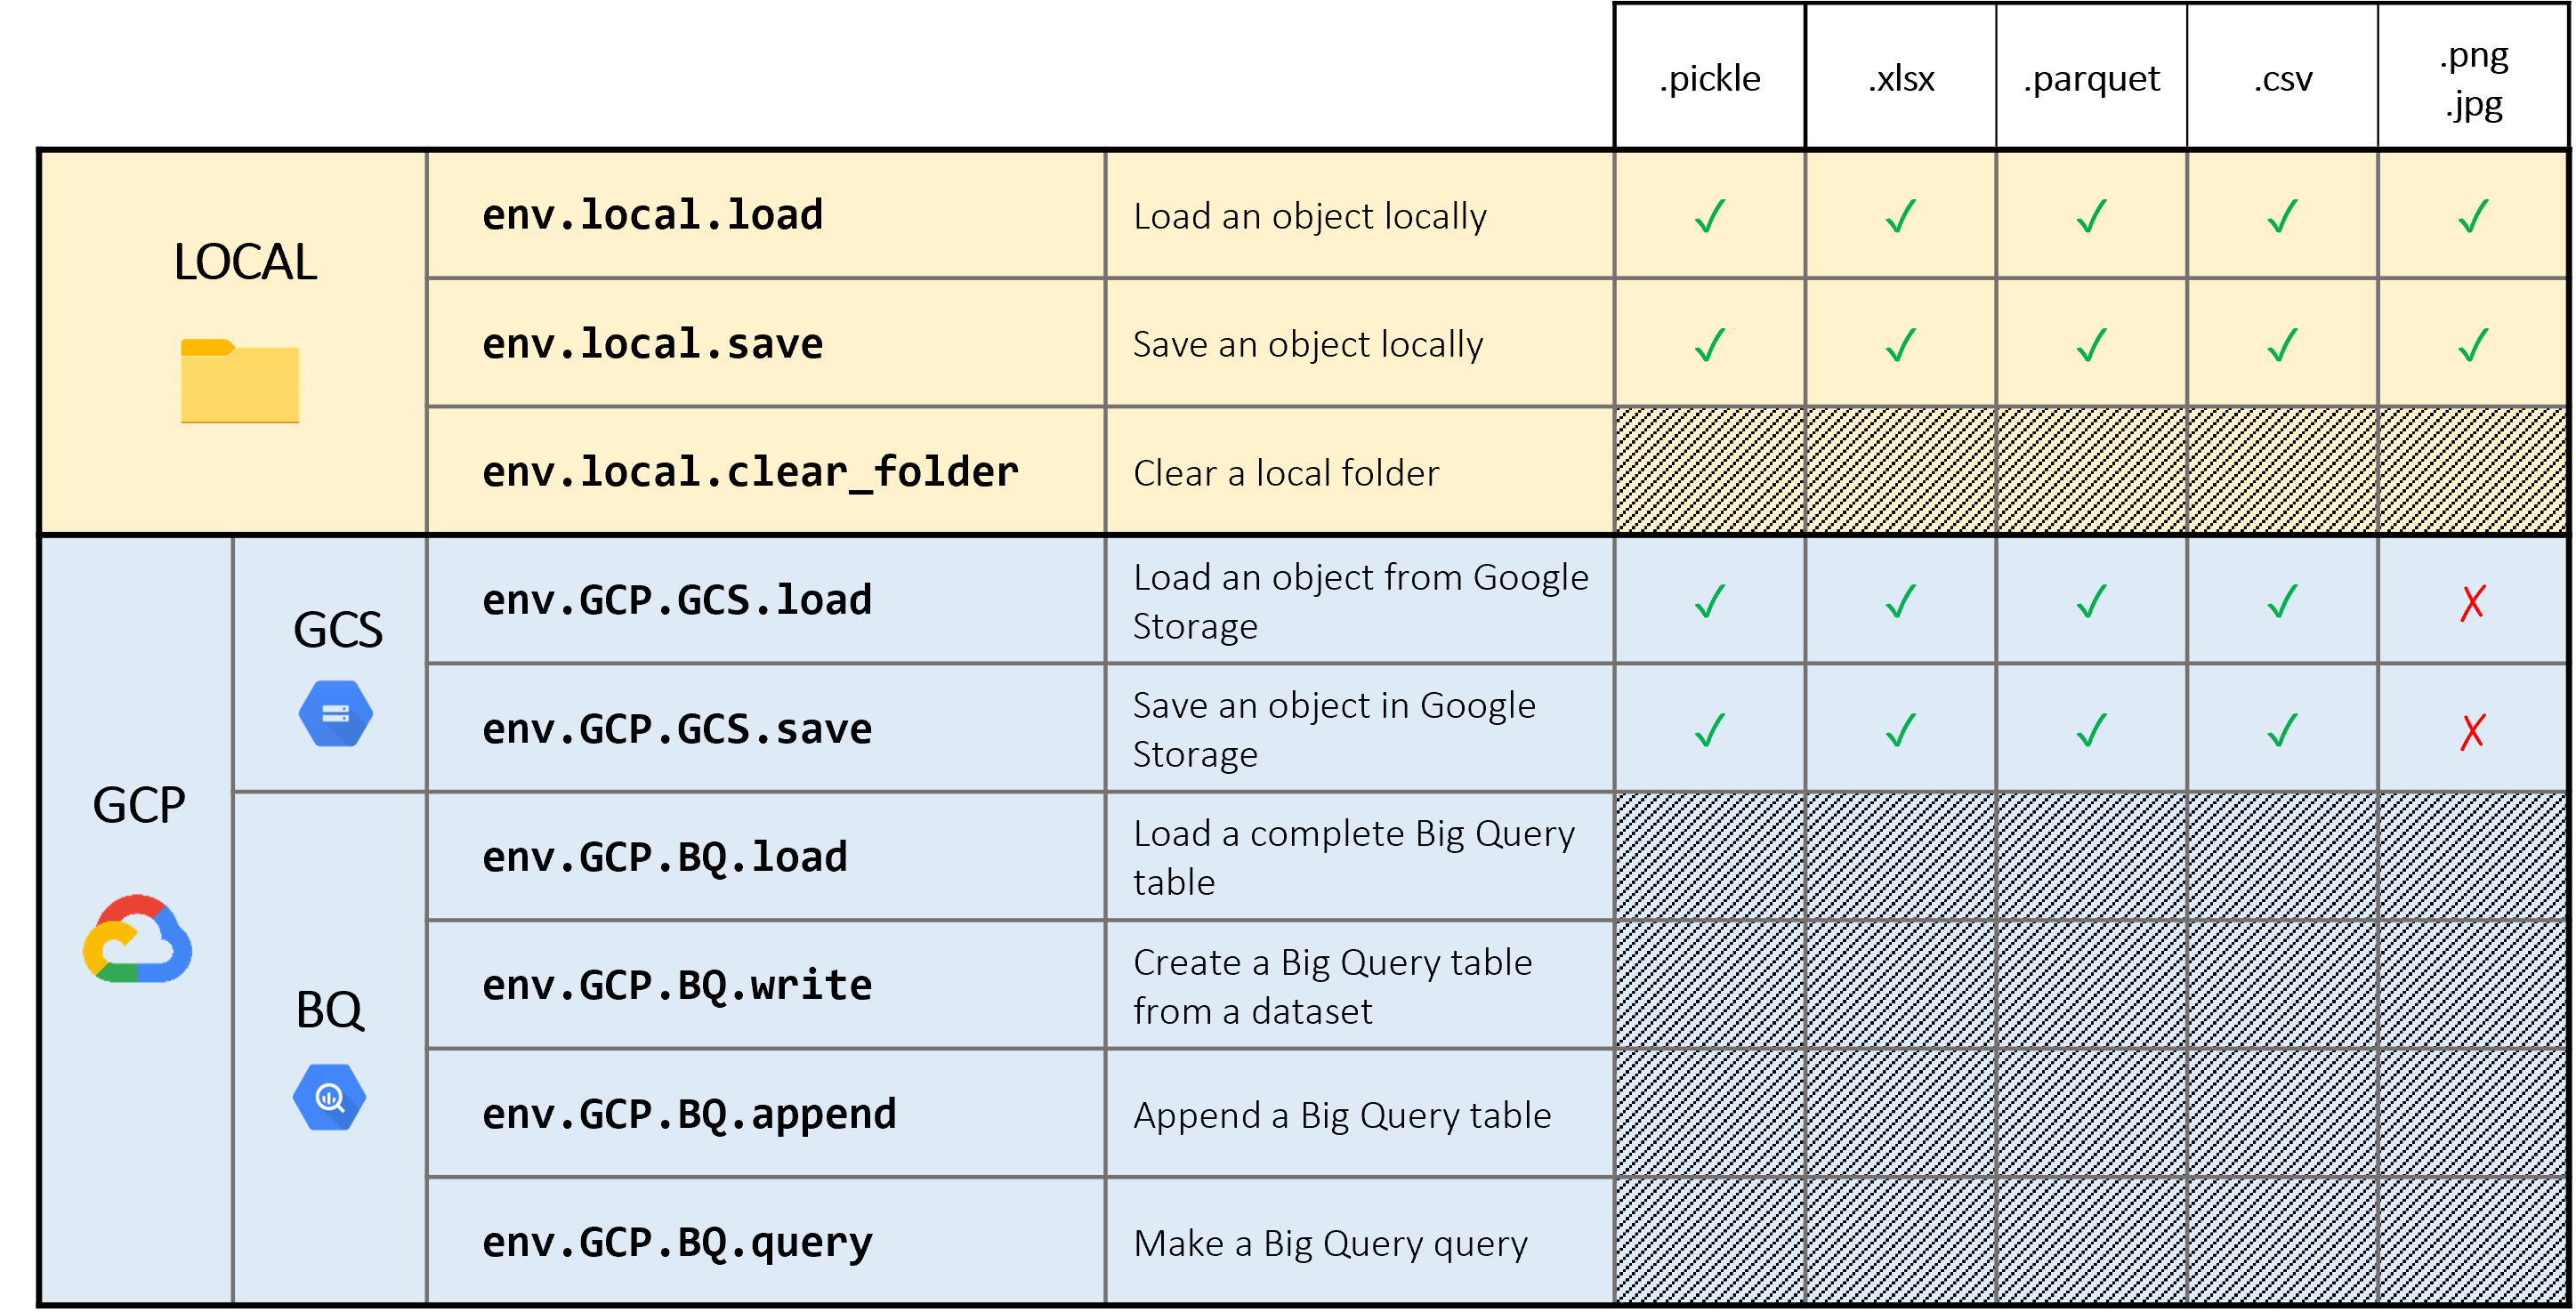 .pickle
.xlsx
.parquet
.csv
.png
.jpg
LOCAL
env.local.load
Load an object locally
✓ ✓ ✓ ✓ ✓
env.local.save
Save an object locally
✓ ✓ ✓ ✓ ✓
env.local.clear_folder
Clear a local folder
GCP
GCS
env.GCP.GCS.load
Load an object from Google
Storage
✓ ✓ ✓ ✓ ✗
env.GCP.GCS.save
Save an object in Google
Storage
✓ ✓ ✓ ✓ ✗
BQ
env.GCP.BQ.load
Load a complete Big Query
table
env.GCP.BQ.write
Create a Big Query table
from a dataset
env.GCP.BQ.append
Append a Big Query table
env.GCP.BQ.query
Make a Big Query query